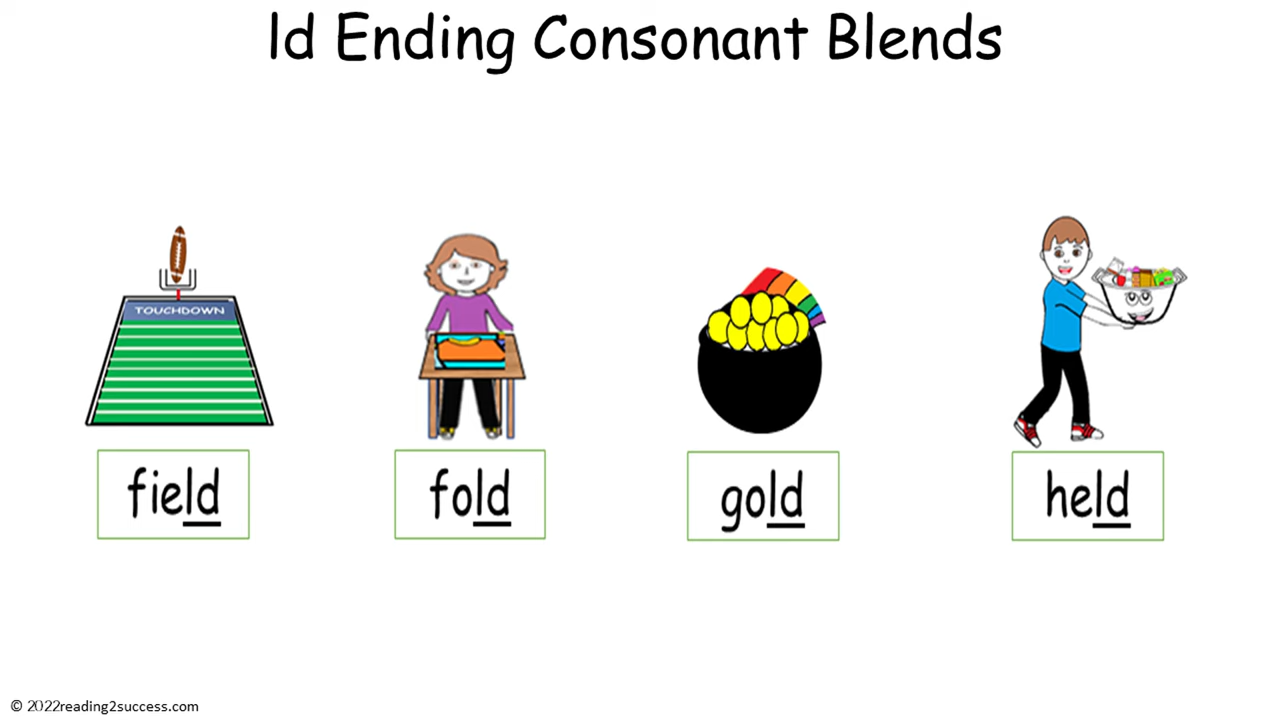 ld Ending Consonant Blends
TOUCHDOWN
field
fold
gold
held
© 2022reading2success.com